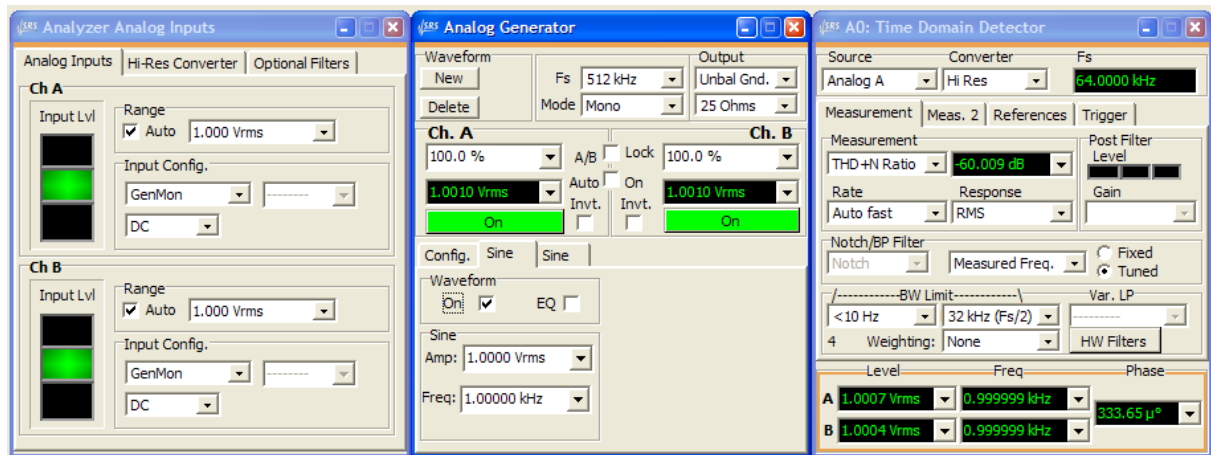 SRS Analyzer Analog Inputs
Analog Inputs Hi-Res Converter Optional Filters
Ch A
Input Lvl
Range
Auto 1.000 Vrms
Input Config.
GenMon --------
DC
Ch B
Input Lvl
Range
Auto 1.000 Vrms
Input Config.
GenMon --------
DC
SRS Analog Generator
Waveform
New
Delete
Fs 512 kHz
Mode Mono
Output
Unbal Gnd.
25 Ohms
Ch. A Ch. B
100.0 % A/B Lock 100.0 %
Auto On
1.0010 Vrms Invt. Invt. 1.0010 Vrms
On On
Config. Sine Sine
Waveform
On EQ
Sine
Amp: 1.0000 Vrms
Freq: 1.00000 kHz
SRS A0: Time Domain Detector
Source Converter Fs
Analog A Hi Res 64.0000 kHz
Measurement Meas. 2 References Trigger
Measurement
THD+N Ratio -60.009 dB
Rate Response
Auto fast RMS
Post Filter
Level
Gain
Notch/BP Filter
Notch Measured Freq. Fixed
Tuned
/------------BW Limit------------\ Var. LP
<10 Hz 32 kHz (Fs/2) ---------
4 Weighting: None HW Filters
Level Freq Phase
A 1.0007 Vrms 0.999999 kHz
333.65 µ°
B 1.0004 Vrms 0.999999 kHz